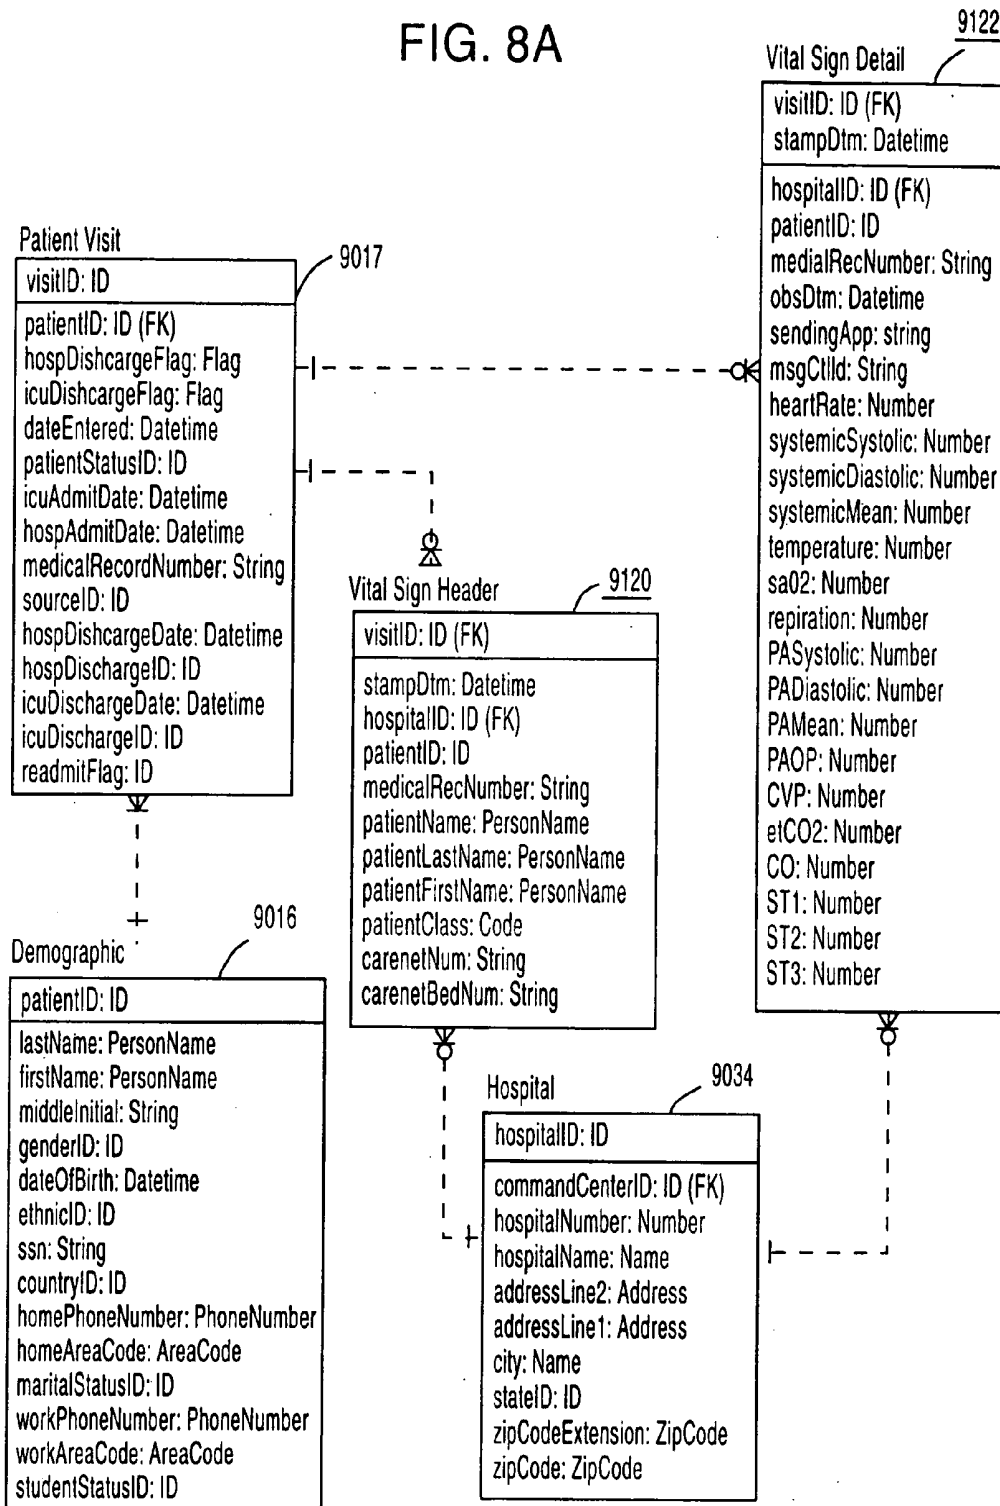 FIG. 8A
9122
Vital Sign Detail
visitID: ID (FK)
stampDtm: Datetime
hospitalID: ID (FK)
patientID: ID
medialRecNumber: String
obsDtm: Datetime
sendingApp: string
msgCtlId: String
heartRate: Number
systemicSystolic: Number
systemicDiastolic: Number
systemicMean: Number
temperature: Number
sa02: Number
repiration: Number
PASystolic: Number
PADiastolic: Number
PAMean: Number
PAOP: Number
CVP: Number
etCO2: Number
CO: Number
ST1: Number
ST2: Number
ST3: Number
Patient Visit
9017
visitID: ID
patientID: ID (FK)
hospDishcargeFlag: Flag
icuDishcargeFlag: Flag
dateEntered: Datetime
patientStatusID: ID
icuAdmitDate: Datetime
hospAdmitDate: Datetime
medicalRecordNumber: String
sourceID: ID
hospDishcargeDate: Datetime
hospDischargeID: ID
icuDischargeDate: Datetime
icuDischargeID: ID
readmitFlag: ID
Vital Sign Header
9120
visitID: ID (FK)
stampDtm: Datetime
hospitalID: ID (FK)
patientID: ID
medicalRecNumber: String
patientName: PersonName
patientLastName: PersonName
patientFirstName: PersonName
patientClass: Code
carenetNum: String
carenetBedNum: String
Demographic
9016
patientID: ID
lastName: PersonName
firstName: PersonName
middleInitial: String
genderID: ID
dateOfBirth: Datetime
ethnicID: ID
ssn: String
countryID: ID
homePhoneNumber: PhoneNumber
homeAreaCode: AreaCode
maritalStatusID: ID
workPhoneNumber: PhoneNumber
workAreaCode: AreaCode
studentStatusID: ID
Hospital
9034
hospitalID: ID
commandCenterID: ID (FK)
hospitalNumber: Number
hospitalName: Name
addressLine2: Address
addressLine1: Address
city: Name
stateID: ID
zipCodeExtension: ZipCode
zipCode: ZipCode